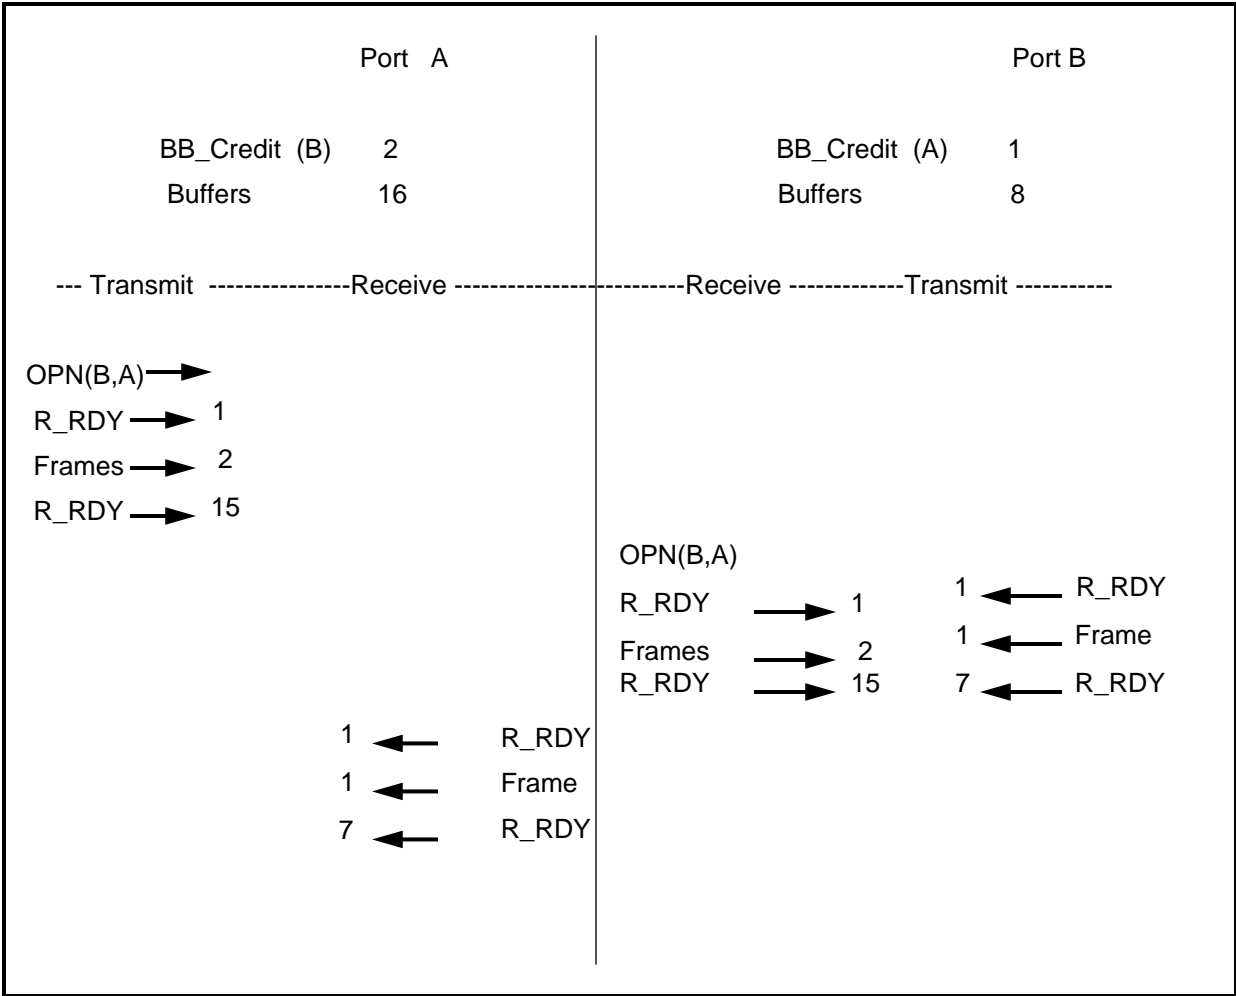 Port A Port B
BB_Credit (B) 2 BB_Credit (A) 1
Buffers 16 Buffers 8
--- Transmit ----------------Receive --------------------------Receive -------------Transmit -----------
OPN(B,A)
R_RDY 1
Frames 2
R_RDY 15
OPN(B,A)
R_RDY 1 1 R_RDY
Frames 2 1 Frame
R_RDY 15 7 R_RDY
1 R_RDY
1 Frame
7 R_RDY